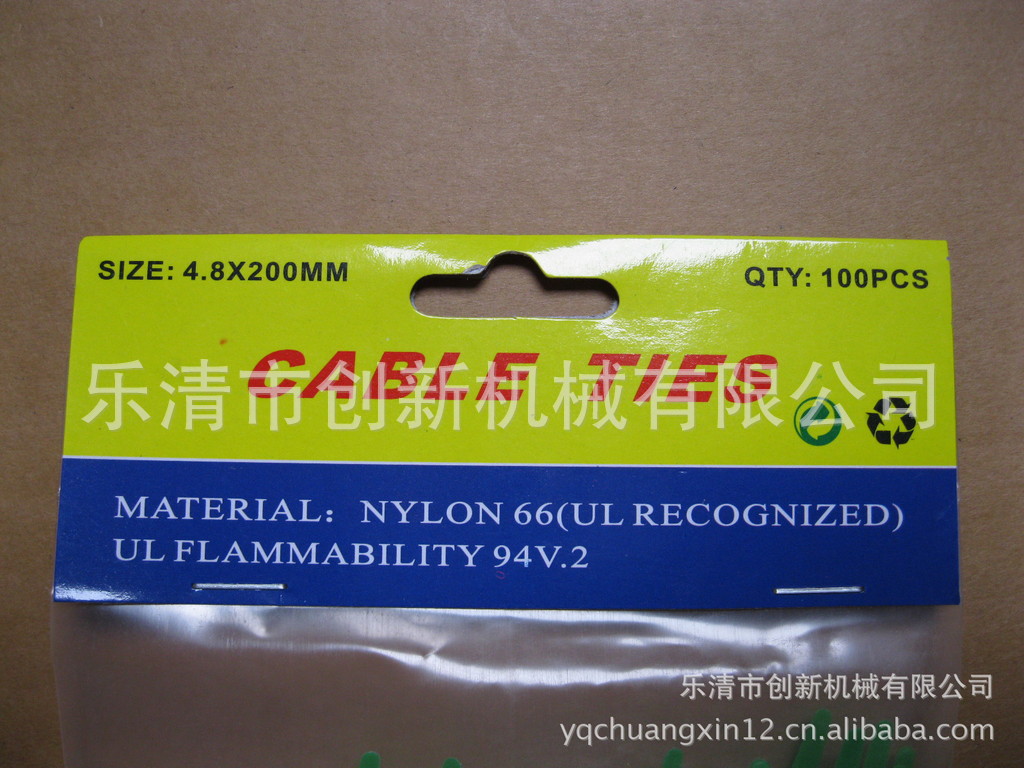 SIZE: 4.8X200MM
QTY: 100PCS
CABLE TIES
乐清市创新机械有限公司
MATERIAL: NYLON 66(UL RECOGNIZED)
UL FLAMMABILITY 94V.2
乐清市创新机械有限公司
yqchuangxin12.cn.alibaba.com